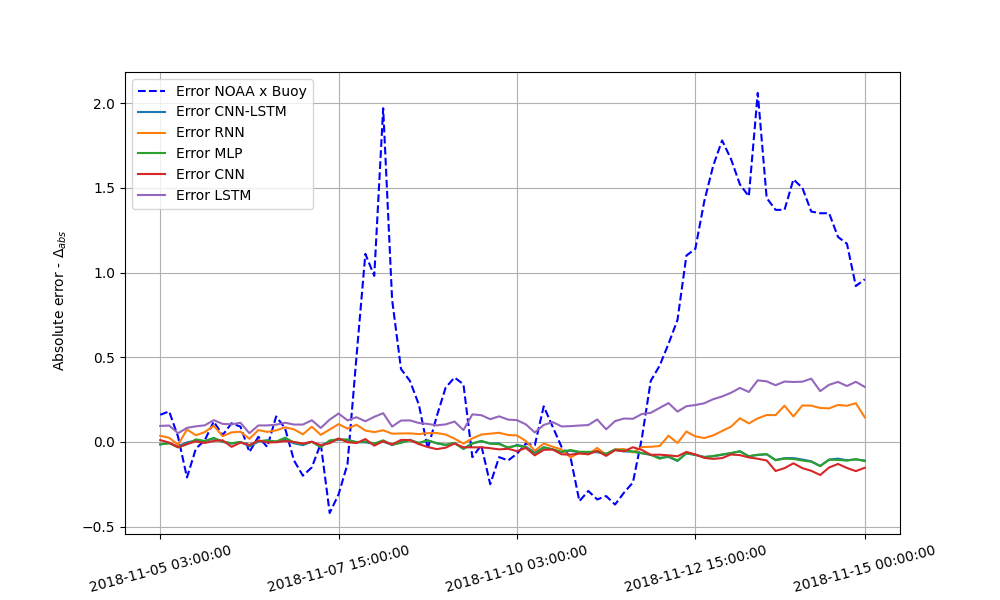 Error NOAA x Buoy
Error CNN-LSTM
Error RNN
Error MLP
Error CNN
Error LSTM
Absolute error - Δabs
2.0
1.5
1.0
0.5
0.0
−0.5
2018-11-05 03:00:00
2018-11-07 15:00:00
2018-11-10 03:00:00
2018-11-12 15:00:00
2018-11-15 00:00:00